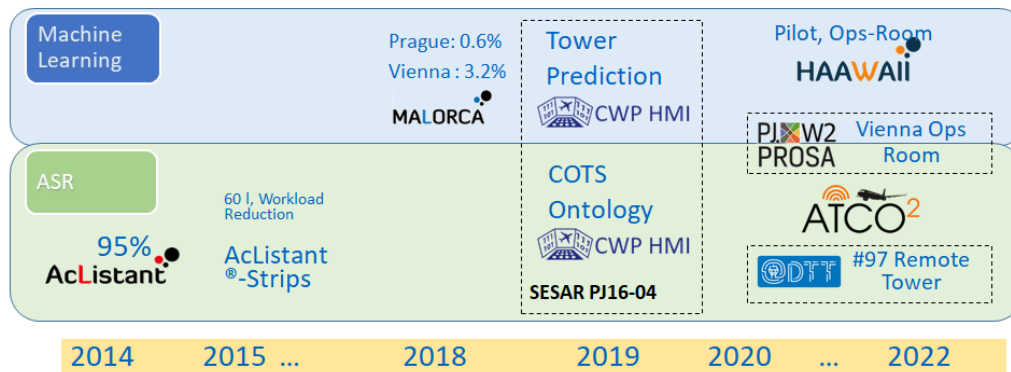 Machine
Learning
Prague: 0.6%
Vienna : 3.2%
MALORCA
Tower
Prediction
CWP HMI
Pilot, Ops-Room
HAAWAII
PJ. W2
PROSA
Vienna Ops
Room
ASR
95%
AcListant
60 l, Workload
Reduction
AcListant
®-Strips
COTS
Ontology
CWP HMI
SESAR PJ16-04
ATCO2
DTT
#97 Remote
Tower
2014
2015 ...
2018
2019
2020
...
2022